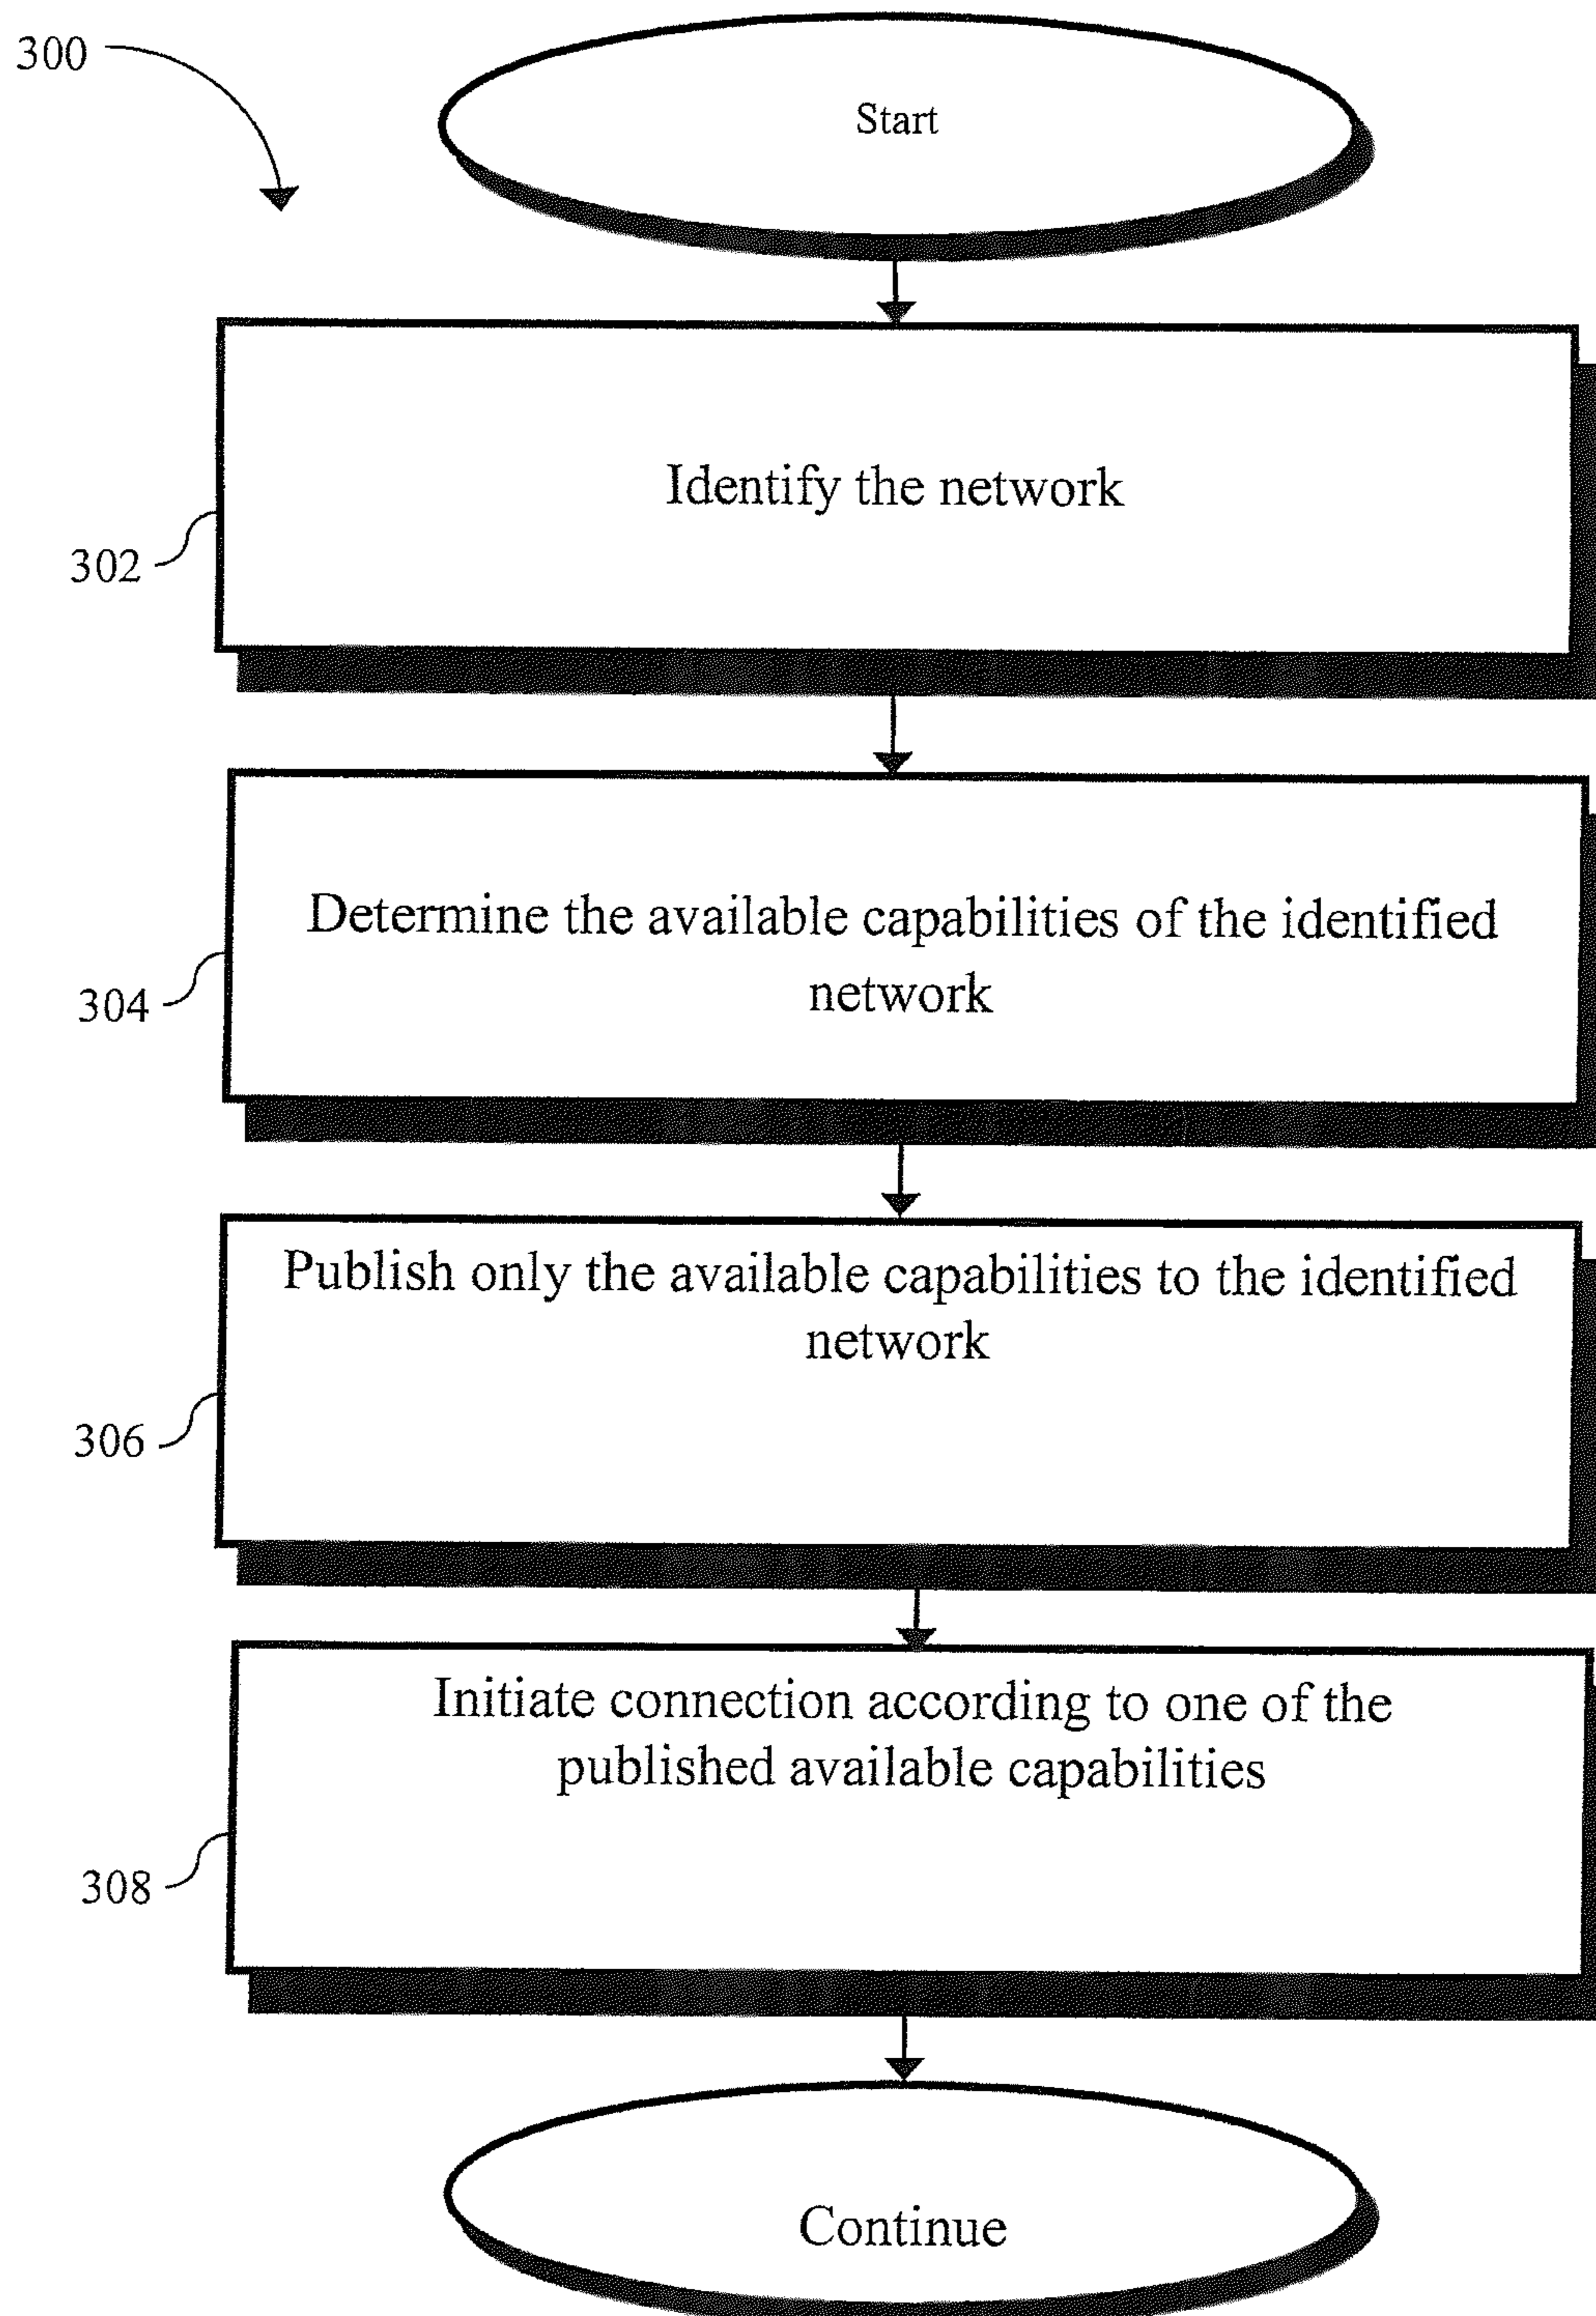 300
Start
Identify the network
302
Determine the available capabilities of the identified
network
304
Publish only the available capabilities to the identified
network
306
Initiate connection according to one of the
published available capabilities
308
Continue